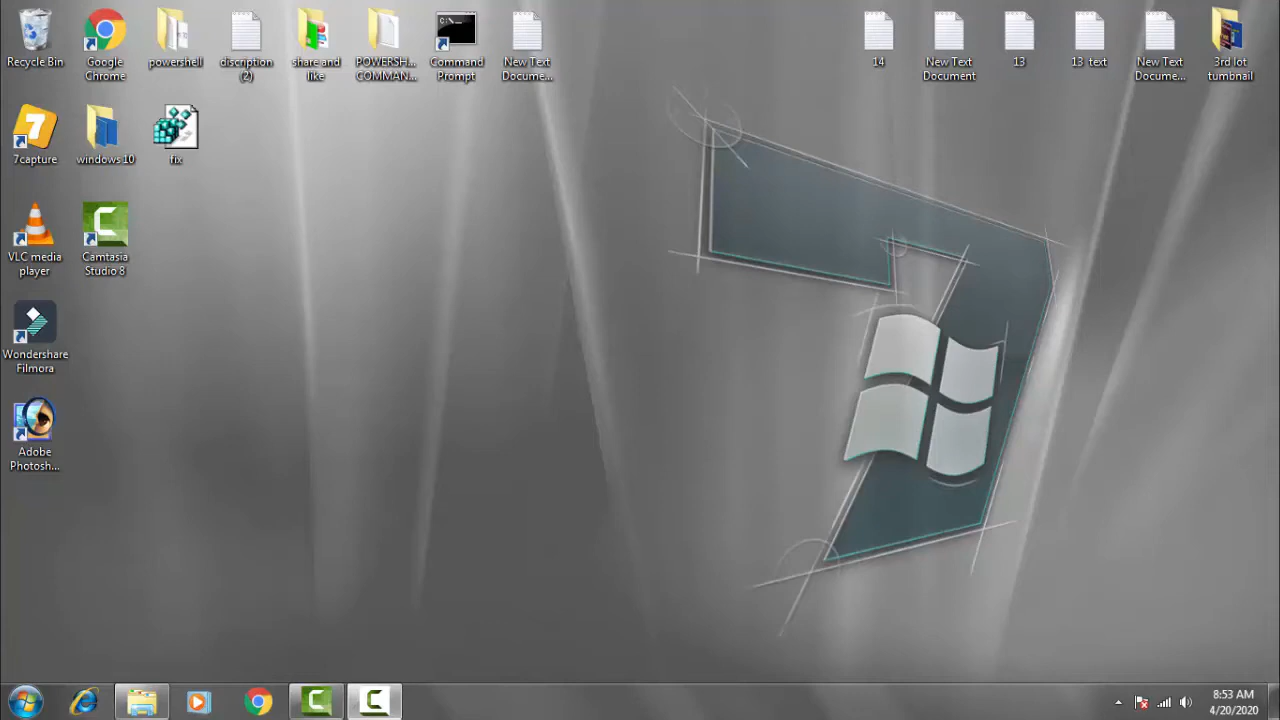 Recycle Bin
Google
Chrome
powershell
discription
(2)
share and
like
POWERSH...
COMMAN...
Command
Prompt
New Text
Docume...
14
New Text
Document
13
13 text
New Text
Docume...
3rd lot
tumbnail
7capture
windows 10
fix
VLC media
player
Camtasia
Studio 8
Wondershare
Filmora
Adobe
Photosh...
8:53 AM
4/20/2020